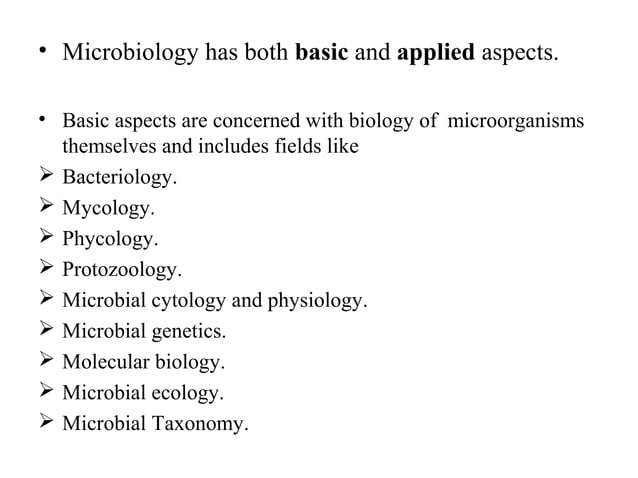 • Microbiology has both basic and applied aspects.
• Basic aspects are concerned with biology of  microorganisms
themselves and includes fields like
➢ Bacteriology.
➢ Mycology.
➢ Phycology.
➢ Protozoology.
➢ Microbial cytology and physiology.
➢ Microbial genetics.
➢ Molecular biology.
➢ Microbial ecology.
➢ Microbial Taxonomy.